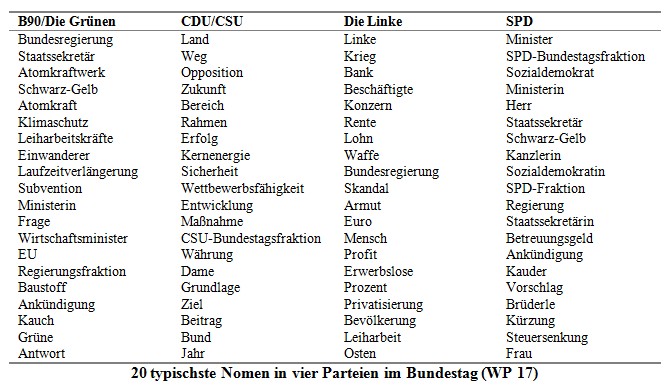 B90/Die Grünen CDU/CSU Die Linke SPD
Bundesregierung Land Linke Minister
Staatssekretär Weg Krieg SPD-Bundestagsfraktion
Atomkraftwerk Opposition Bank Sozialdemokrat
Schwarz-Gelb Zukunft Beschäftigte Ministerin
Atomkraft Bereich Konzern Herr
Klimaschutz Rahmen Rente Staatssekretär
Leiharbeitskräfte Erfolg Lohn Schwarz-Gelb
Einwanderer Kernenergie Waffe Kanzlerin
Laufzeitverlängerung Sicherheit Bundesregierung Sozialdemokratin
Subvention Wettbewerbsfähigkeit Skandal SPD-Fraktion
Ministerin Entwicklung Armut Regierung
Frage Maßnahme Euro Staatssekretärin
Wirtschaftsminister CSU-Bundestagsfraktion Mensch Betreuungsgeld
EU Währung Profit Ankündigung
Regierungsfraktion Dame Erwerbslose Kauder
Baustoff Grundlage Prozent Vorschlag
Ankündigung Ziel Privatisierung Brüderle
Kauch Beitrag Bevölkerung Kürzung
Grüne Bund Leiharbeit Steuersenkung
Antwort Jahr Osten Frau
20 typischste Nomen in vier Parteien im Bundestag (WP 17)